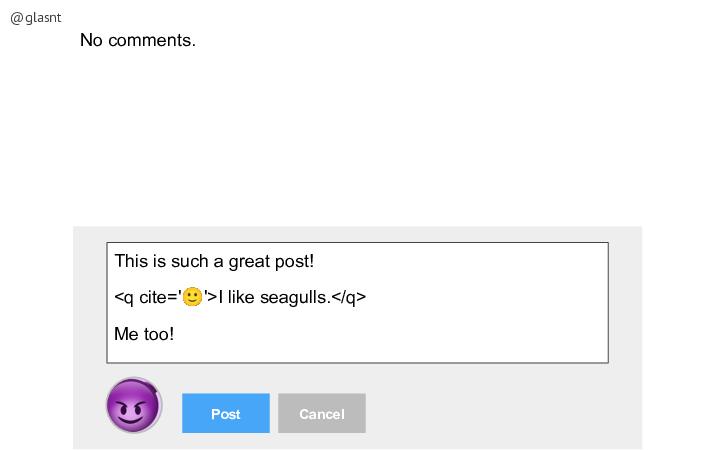 @glasnt
No comments.
This is such a great post!
<q cite='🙂'>I like seagulls.</q>
Me too!
Post
Cancel